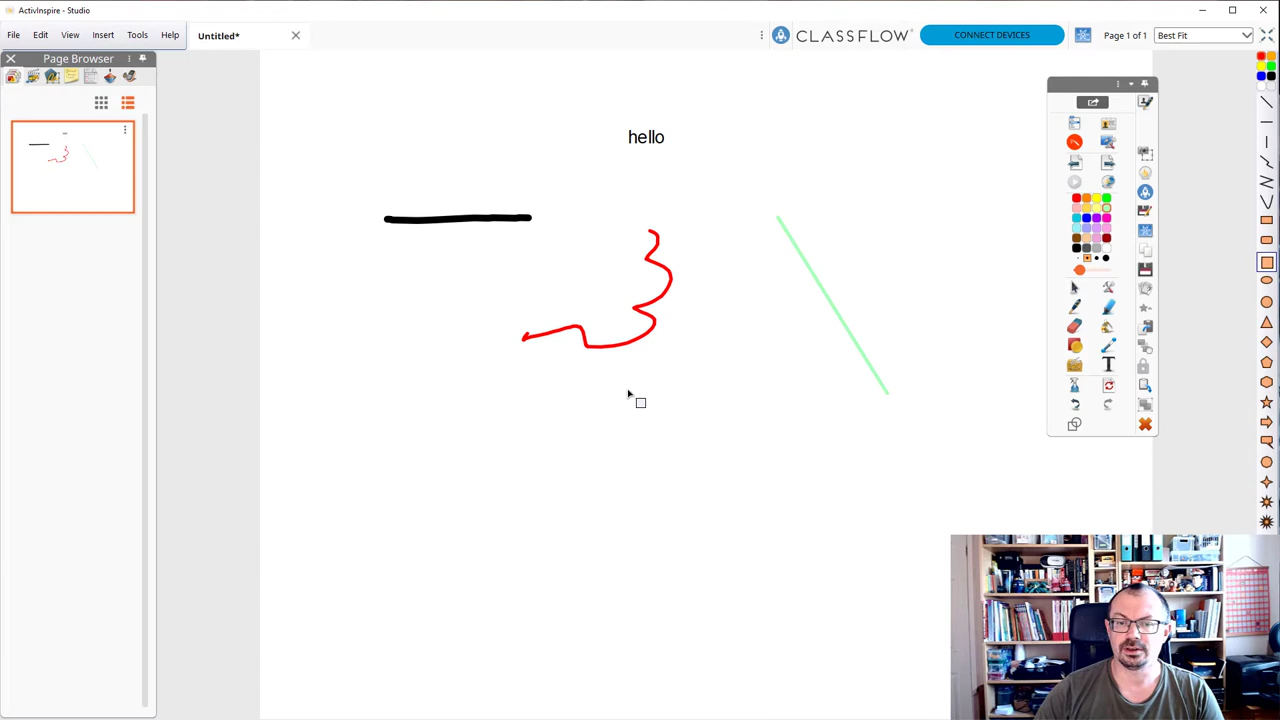 ActivInspire - Studio
File Edit View Insert Tools Help
Untitled*
CLASSFLOW
CONNECT DEVICES
Page 1 of 1
Best Fit
Page Browser
hello
T